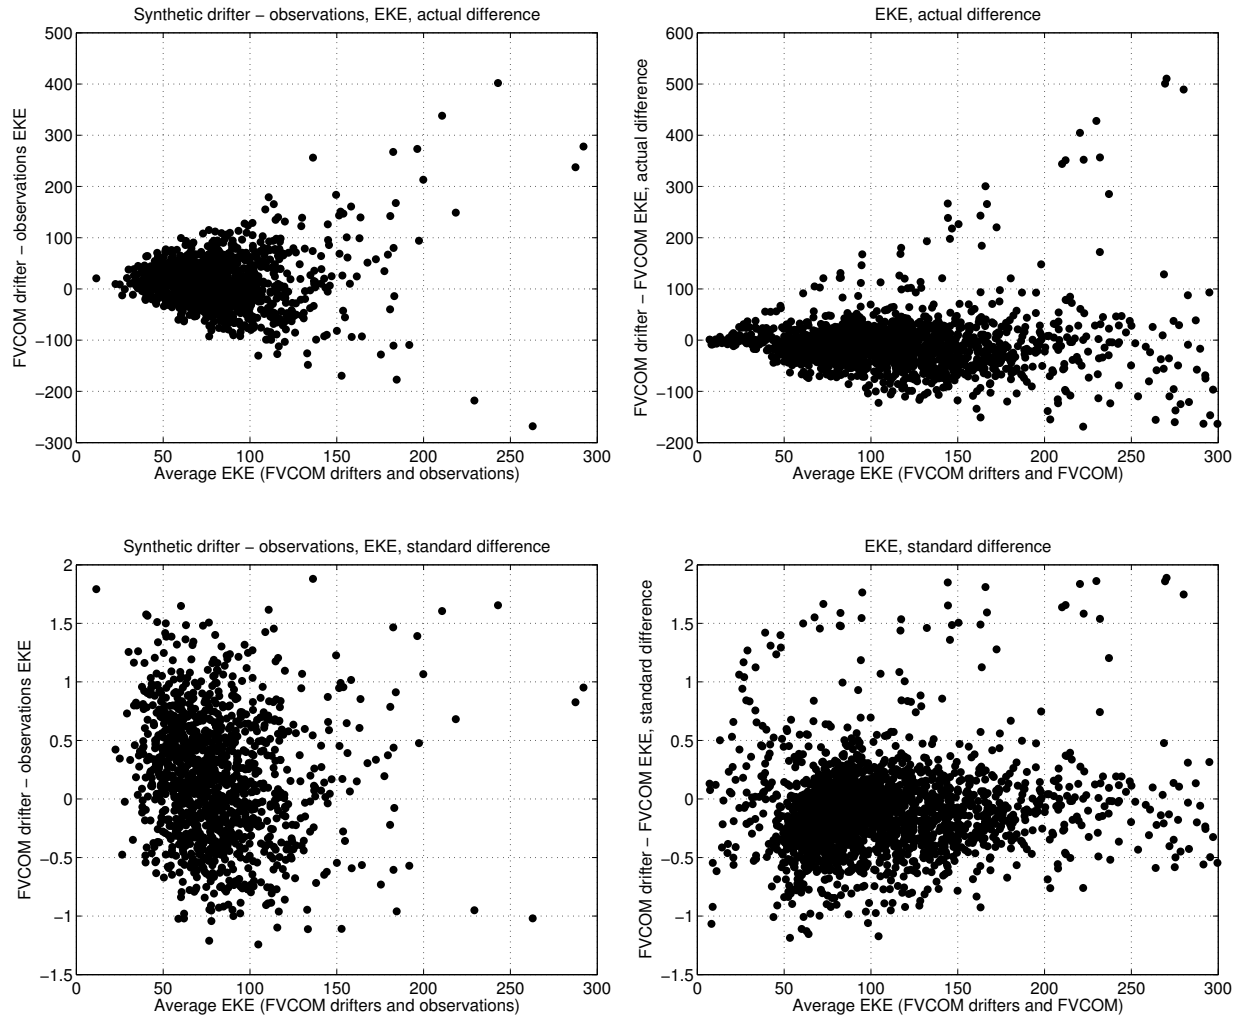 Synthetic drifter − observations, EKE, actual difference
FVCOM drifter − observations EKE
500
400
300
200
100
0
−100
−200
−300
0 50 100 150 200 250 300
Average EKE (FVCOM drifters and observations)
EKE, actual difference
FVCOM drifter − FVCOM EKE, actual difference
600
500
400
300
200
100
0
−100
−200
0 50 100 150 200 250 300
Average EKE (FVCOM drifters and FVCOM)
Synthetic drifter − observations, EKE, standard difference
FVCOM drifter − observations EKE
2
1.5
1
0.5
0
−0.5
−1
−1.5
0 50 100 150 200 250 300
Average EKE (FVCOM drifters and observations)
EKE, standard difference
FVCOM drifter − FVCOM EKE, standard difference
2
1.5
1
0.5
0
−0.5
−1
−1.5
0 50 100 150 200 250 300
Average EKE (FVCOM drifters and FVCOM)